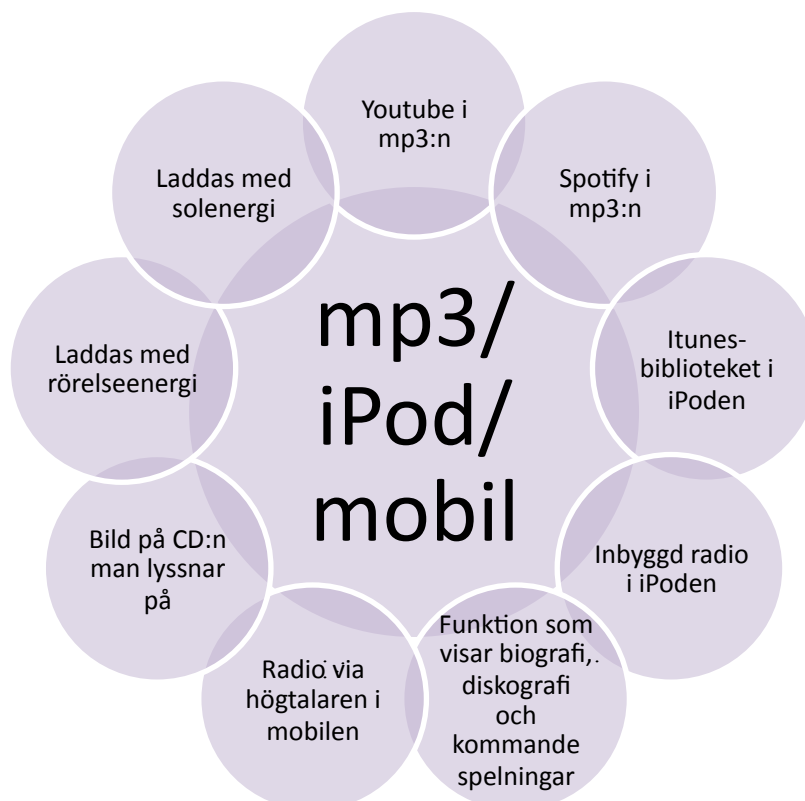 Youtube i
mp3:n
Spotify i
mp3:n
Itunes-
biblioteket i
iPoden
Inbyggd radio
i iPoden
Funktion som
visar biografi,
diskografi
och
kommande
spelningar
Radio via
högtalaren i
mobilen
Bild på CD:n
man lyssnar
på
Laddas med
rörelseenergi
Laddas med
solenergi
mp3/
iPod/
mobil